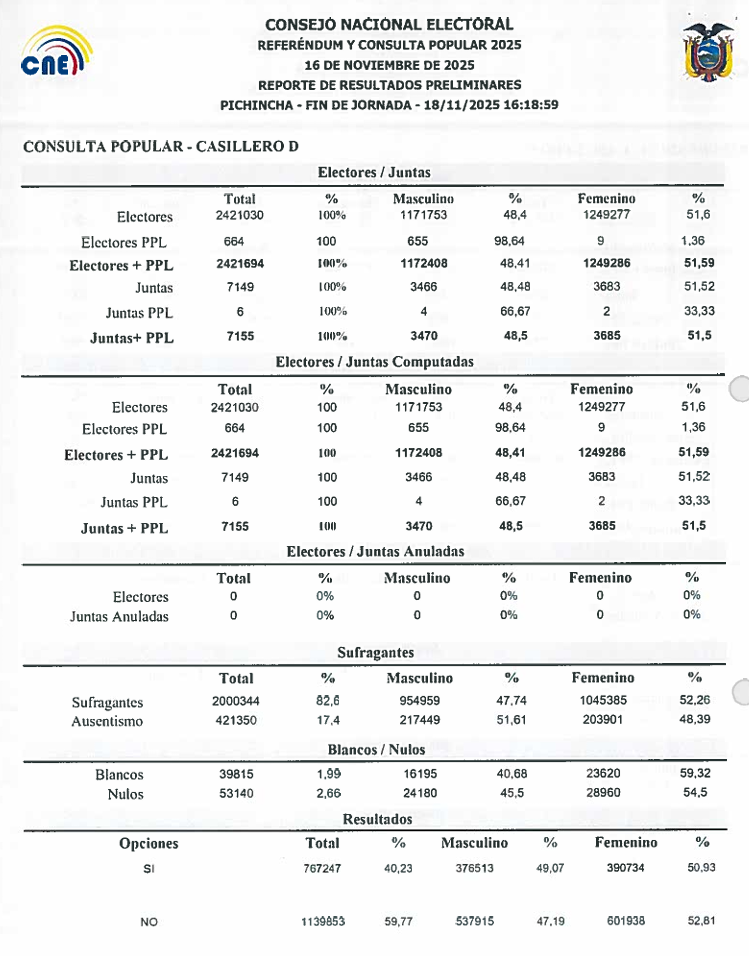 CONSEJO NACIONAL ELECTORAL
REFERÉNDUM Y CONSULTA POPULAR 2025
16 DE NOVIEMBRE DE 2025
REPORTE DE RESULTADOS PRELIMINARES
PICHINCHA - FIN DE JORNADA - 18/11/2025 16:18:59
CNE
CONSULTA POPULAR - CASILLERO D
Electores / Juntas
Total % Masculino % Femenino %
Electores 2421030 100% 1171753 48,4 1249277 51,6
Electores PPL 664 100 655 98,64 9 1,36
Electores + PPL 2421694 100% 1172408 48,41 1249286 51,59
Juntas 7149 100% 3466 48,48 3683 51,52
Juntas PPL 6 100% 4 66,67 2 33,33
Juntas+ PPL 7155 100% 3470 48,5 3685 51,5
Electores / Juntas Computadas
Total % Masculino % Femenino %
Electores 2421030 100 1171753 48,4 1249277 51,6
Electores PPL 664 100 655 98,64 9 1,36
Electores + PPL 2421694 100 1172408 48,41 1249286 51,59
Juntas 7149 100 3466 48,48 3683 51,52
Juntas PPL 6 100 4 66,67 2 33,33
Juntas + PPL 7155 100 3470 48,5 3685 51,5
Electores / Juntas Anuladas
Total % Masculino % Femenino %
Electores 0 0% 0 0% 0 0%
Juntas Anuladas 0 0% 0 0% 0 0%
Sufragantes
Total % Masculino % Femenino %
Sufragantes 2000344 82,6 954959 47,74 1045385 52,26
Ausentismo 421350 17,4 217449 51,61 203901 48,39
Blancos / Nulos
Blancos 39815 1,99 16195 40,68 23620 59,32
Nulos 53140 2,66 24180 45,5 28960 54,5
Resultados
Opciones Total % Masculino % Femenino %
SI 767247 40,23 376513 49,07 390734 50,93
NO 1139853 59,77 537915 47,19 601938 52,81